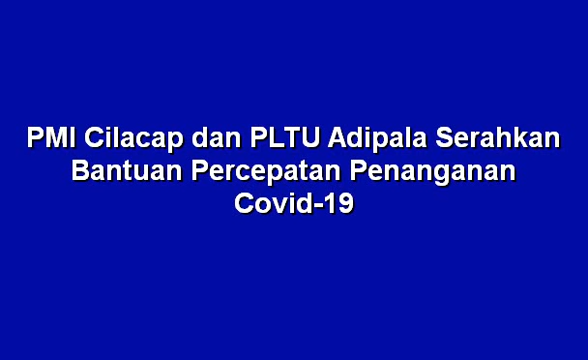 PMI Cilacap dan PLTU Adipala Serahkan
Bantuan Percepatan Penanganan
Covid-19